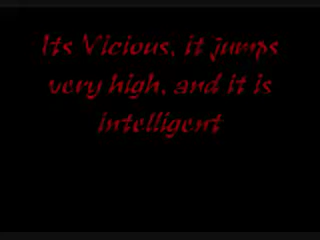 Its Vicious, it jumps
very high, and it is
intelligent